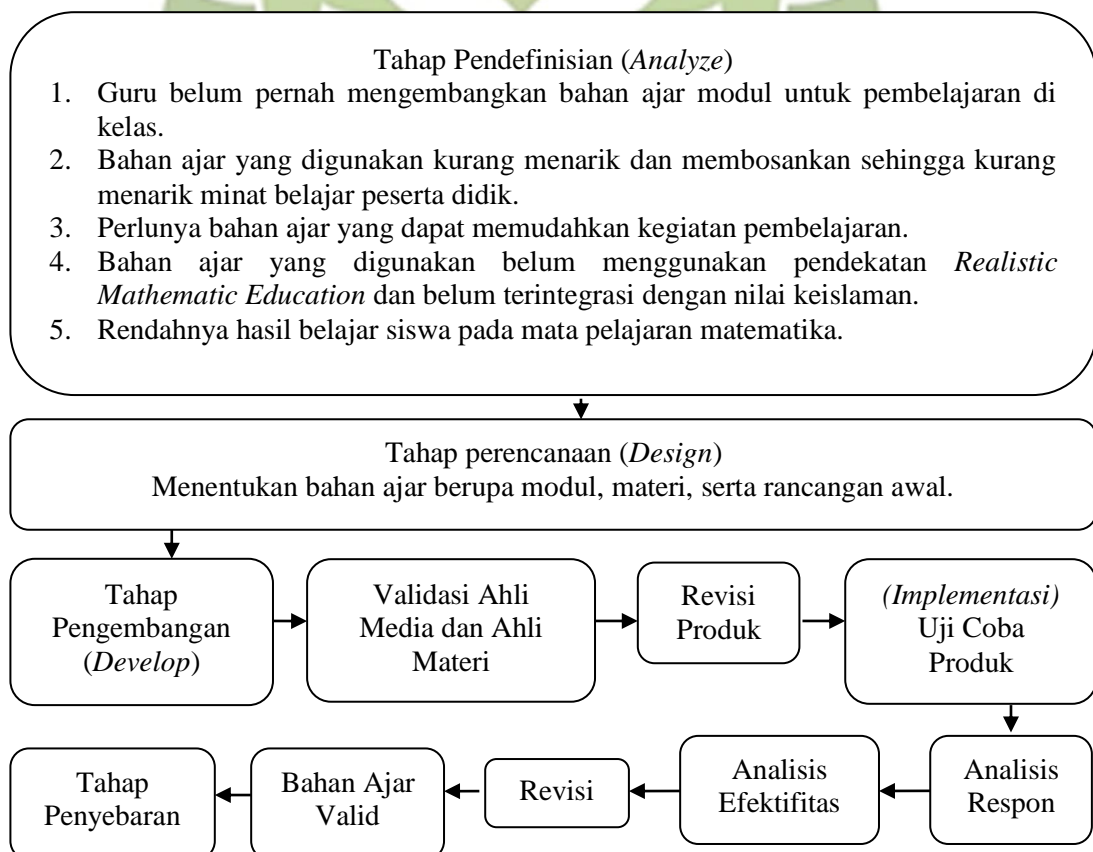 Tahap Pendefinisian (Analyze)
1. Guru belum pernah mengembangkan bahan ajar modul untuk pembelajaran di
kelas.
2. Bahan ajar yang digunakan kurang menarik dan membosankan sehingga kurang
menarik minat belajar peserta didik.
3. Perlunya bahan ajar yang dapat memudahkan kegiatan pembelajaran.
4. Bahan ajar yang digunakan belum menggunakan pendekatan Realistic
Mathematic Education dan belum terintegrasi dengan nilai keislaman.
5. Rendahnya hasil belajar siswa pada mata pelajaran matematika.
Tahap perencanaan (Design)
Menentukan bahan ajar berupa modul, materi, serta rancangan awal.
Tahap
Pengembangan
(Develop)
Validasi Ahli
Media dan Ahli
Materi
Revisi
Produk
(Implementasi)
Uji Coba
Produk
Analisis
Respon
Analisis
Efektifitas
Revisi
Bahan Ajar
Valid
Tahap
Penyebaran